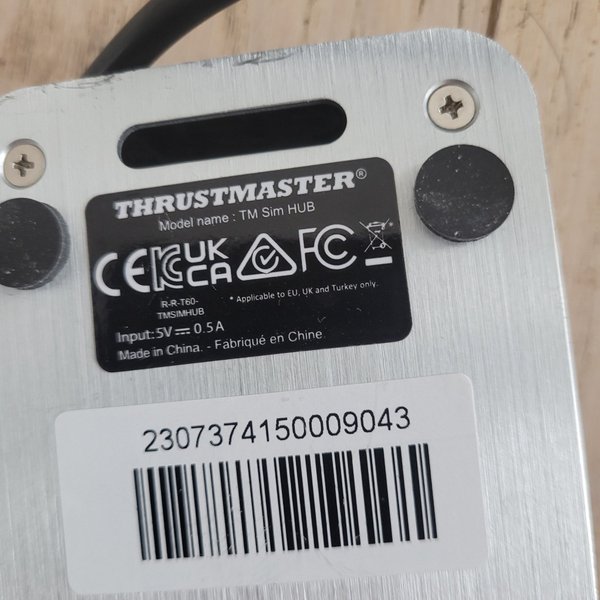 THRUSTMASTER®
Model name : TM Sim HUB
CE UK CA FC
R-R-T60-
TMSIMHUB
* Applicable to EU, UK and Turkey only.
*
Input: 5V ⎓ 0.5A
Made in China. - Fabriqué en Chine.
2307374150009043